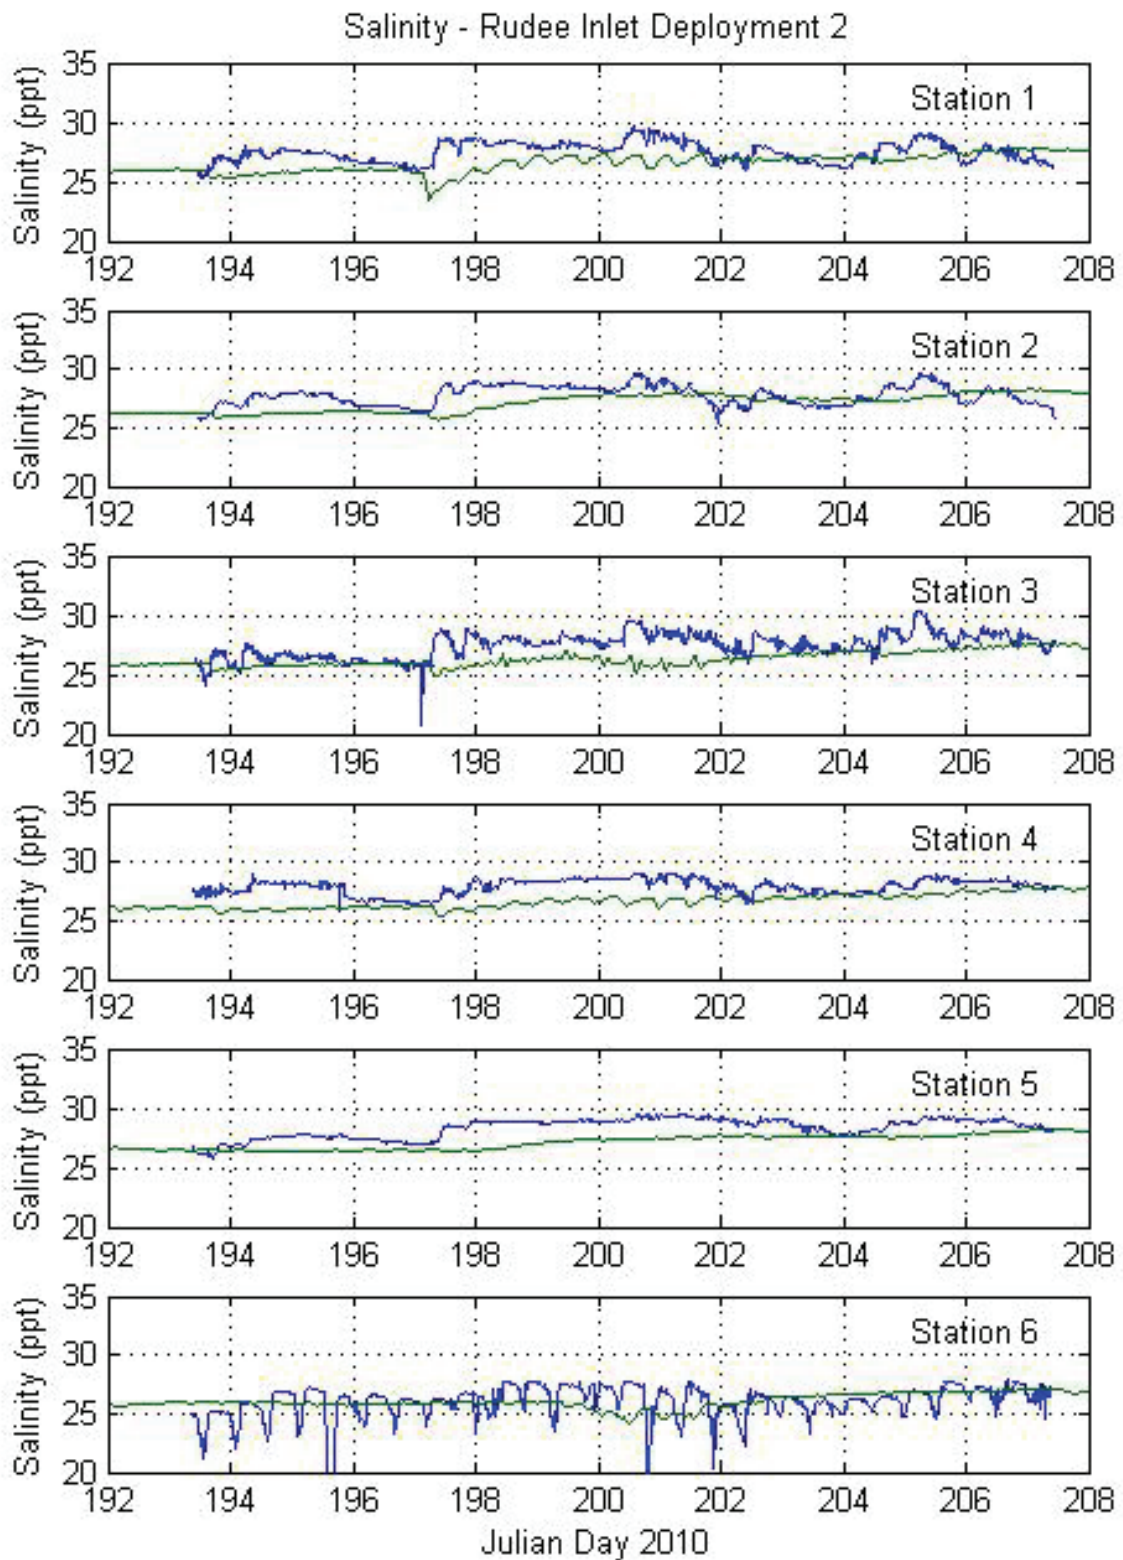 Salinity - Rudee Inlet Deployment 2
Salinity (ppt)
35
30
25
20
Station 1
192 194 196 198 200 202 204 206 208
Salinity (ppt)
35
30
25
20
Station 2
192 194 196 198 200 202 204 206 208
Salinity (ppt)
35
30
25
20
Station 3
192 194 196 198 200 202 204 206 208
Salinity (ppt)
35
30
25
20
Station 4
192 194 196 198 200 202 204 206 208
Salinity (ppt)
35
30
25
20
Station 5
192 194 196 198 200 202 204 206 208
Salinity (ppt)
35
30
25
20
Station 6
192 194 196 198 200 202 204 206 208
Julian Day 2010